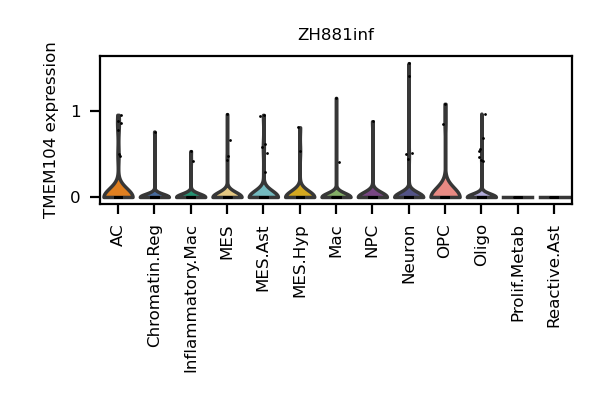 ZH881inf
TMEM104 expression
1
0
AC
Chromatin.Reg
Inflammatory.Mac
MES
MES.Ast
MES.Hyp
Mac
NPC
Neuron
OPC
Oligo
Prolif.Metab
Reactive.Ast